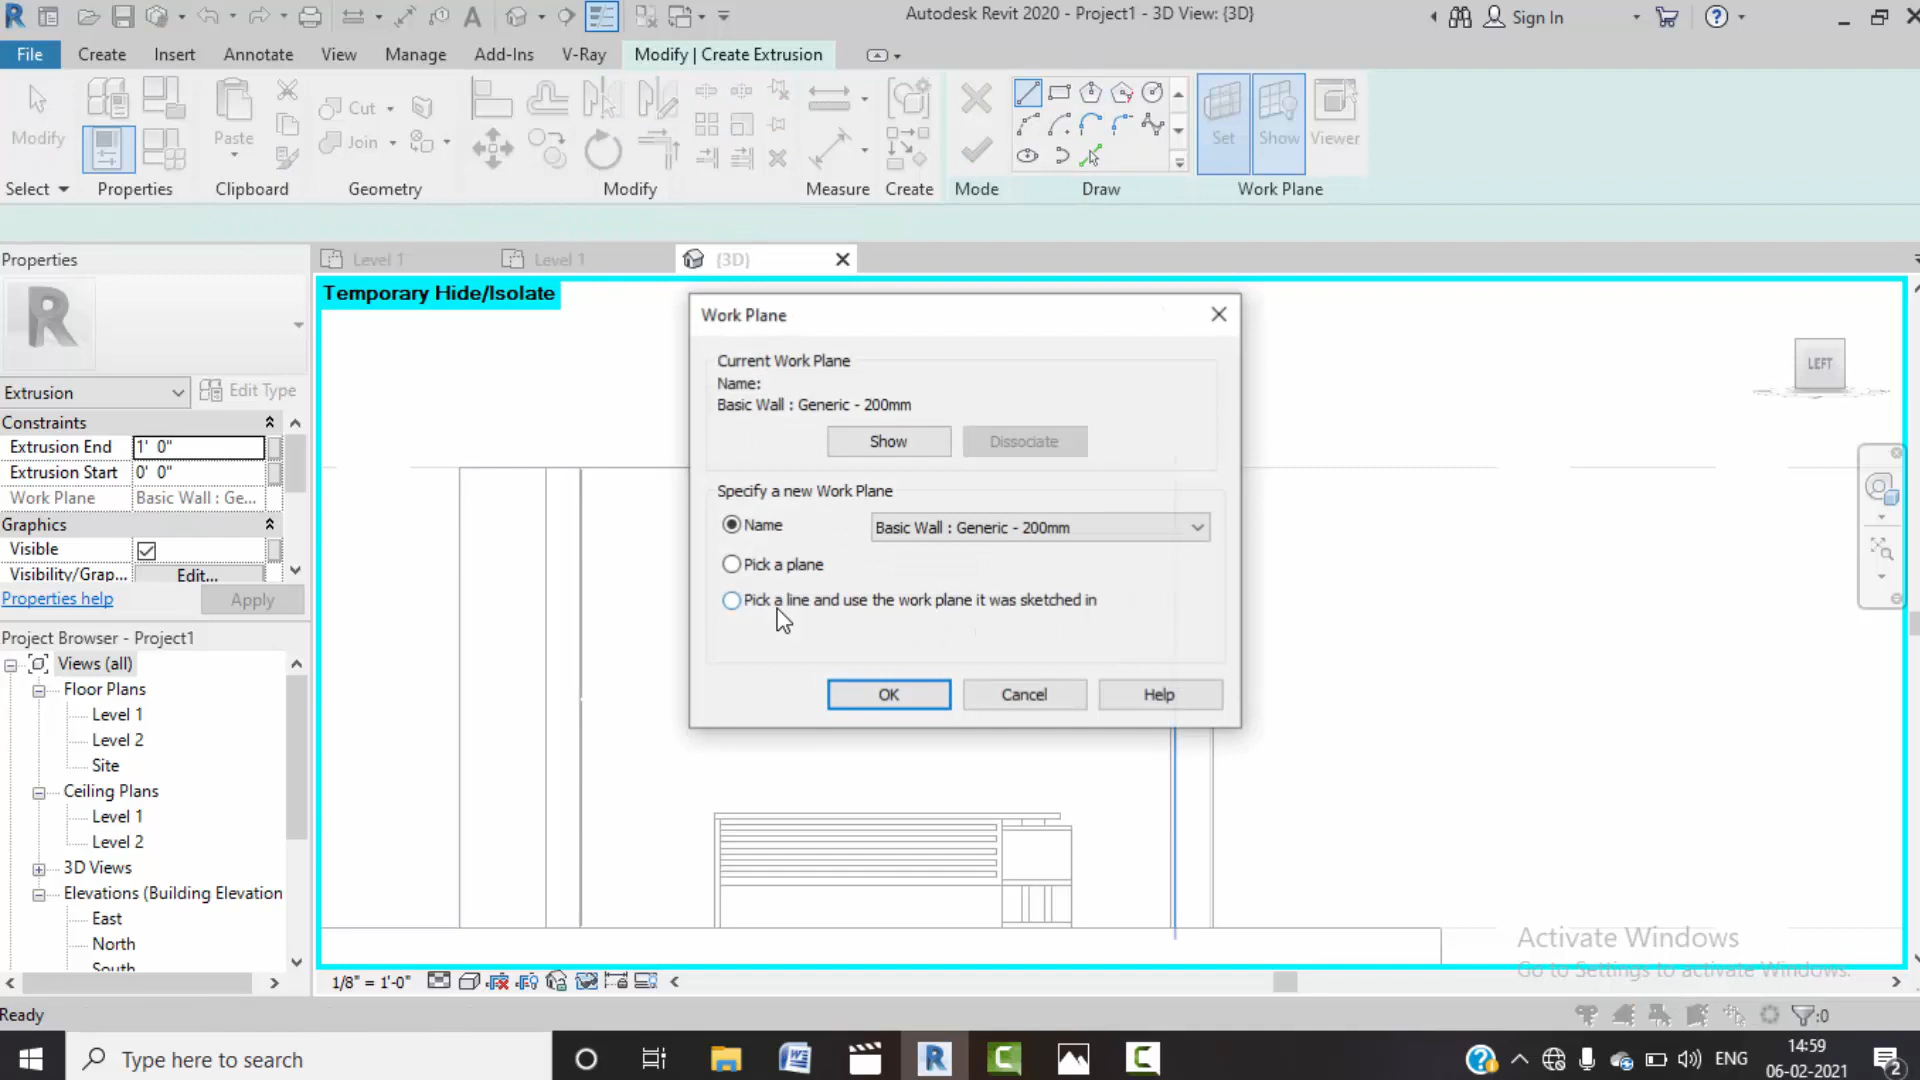 Autodesk Revit 2020 - Project1 - 3D View: {3D}
Sign In
File
Create
Insert
Annotate
View
Manage
Add-Ins
V-Ray
Modify | Create Extrusion
Modify
Paste
Cut
Join
Set
Show
Viewer
Select
Properties
Clipboard
Geometry
Modify
Measure
Create
Mode
Draw
Work Plane
Properties
Level 1
Level 1
{3D}
Temporary Hide/Isolate
Extrusion
Edit Type
Constraints
Extrusion End 1' 0"
Extrusion Start 0' 0"
Work Plane Basic Wall : Ge...
Graphics
Visible
Visibility/Grap... Edit...
Properties help
Apply
Project Browser - Project1
Views (all)
Floor Plans
Level 1
Level 2
Site
Ceiling Plans
Level 1
Level 2
3D Views
Elevations (Building Elevation
East
North
South
Work Plane
Current Work Plane
Name:
Basic Wall : Generic - 200mm
Show
Dissociate
Specify a new Work Plane
Name
Basic Wall : Generic - 200mm
Pick a plane
Pick a line and use the work plane it was sketched in
OK
Cancel
Help
LEFT
Activate Windows
Go to Settings to activate Windows.
1/8" = 1'-0"
Ready
:0
Type here to search
ENG
14:59
06-02-2021
2